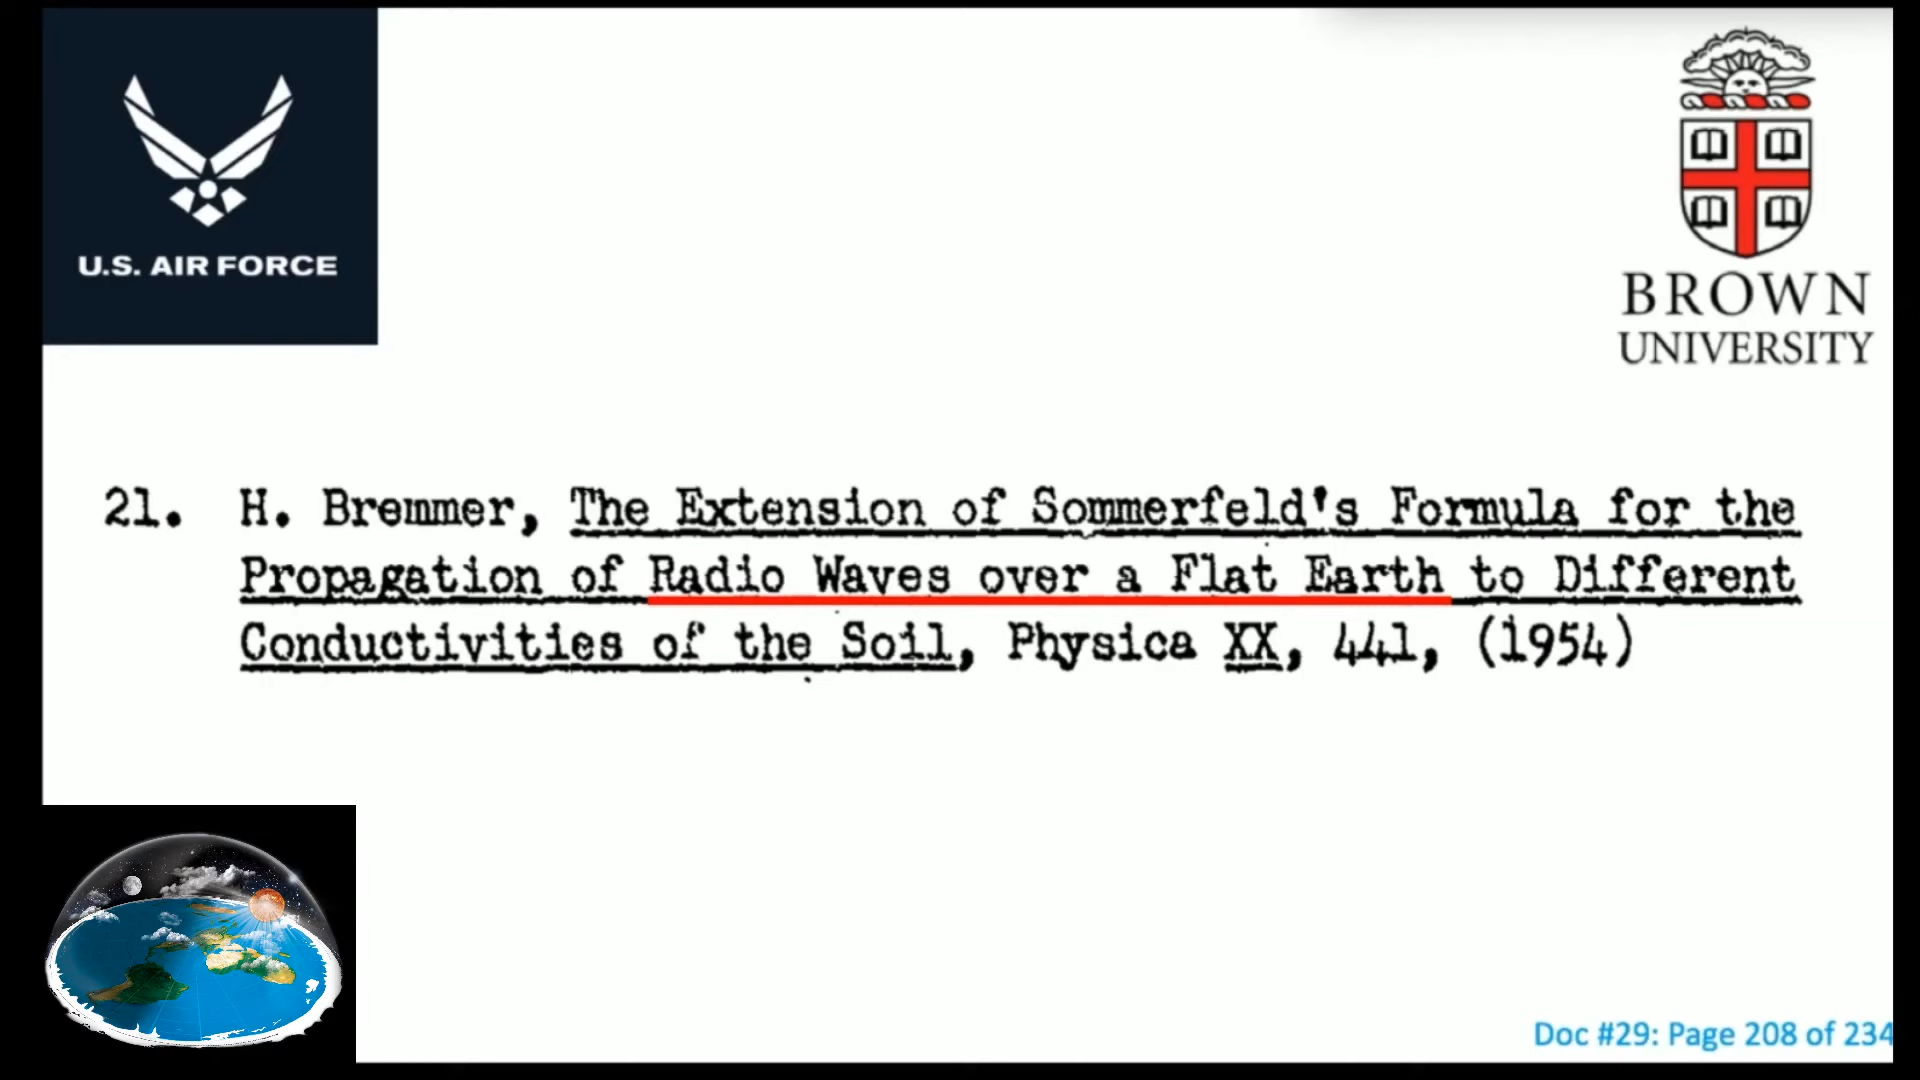 U.S. AIR FORCE
BROWN
UNIVERSITY
21. H. Bremmer, The Extension of Sommerfeld's Formula for the
Propagation of Radio Waves over a Flat Earth to Different
Conductivities of the Soil, Physica XX, 441, (1954)
Doc #29: Page 208 of 234